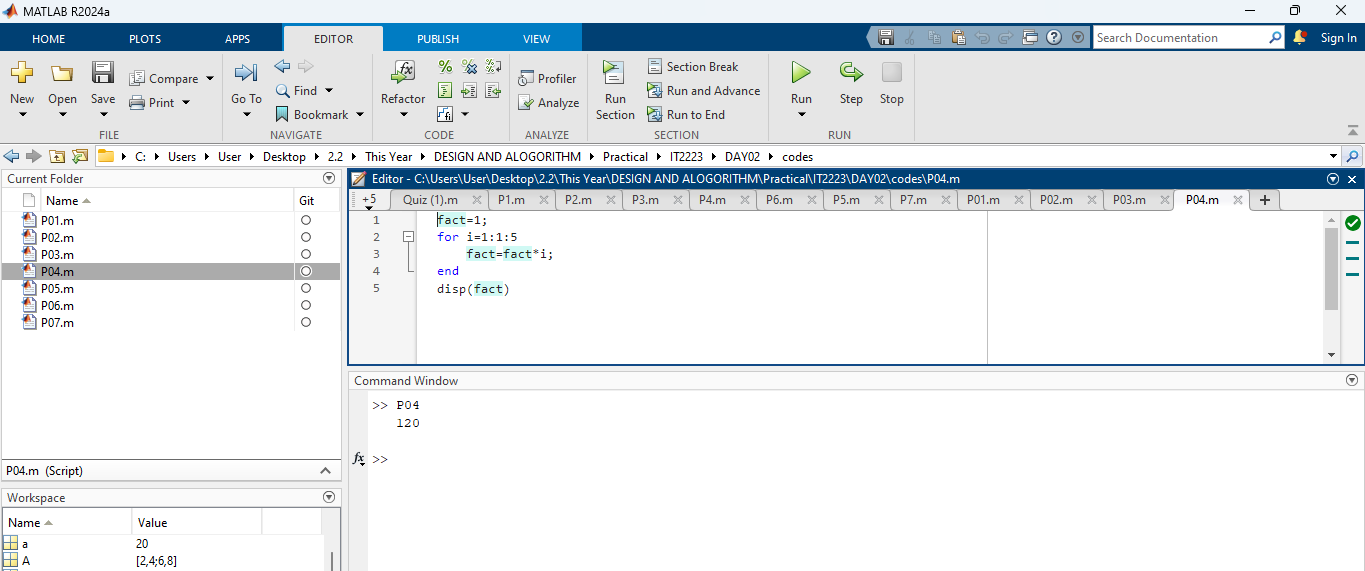 MATLAB R2024a
HOME PLOTS APPS EDITOR PUBLISH VIEW Search Documentation Sign In
New Open Save Compare Print
FILE
Go To Find Bookmark
NAVIGATE
Refactor
CODE
Profiler
Analyze
ANALYZE
Run Section
Section Break
Run and Advance
Run to End
SECTION
Run Step Stop
RUN
C: Users User Desktop 2.2 This Year DESIGN AND ALOGORITHM Practical IT2223 DAY02 codes
Current Folder
Name Git
P01.m
P02.m
P03.m
P04.m
P05.m
P06.m
P07.m
P04.m (Script)
Workspace
Name Value
a 20
A [2,4;6,8]
Editor - C:\Users\User\Desktop\2.2\This Year\DESIGN AND ALOGORITHM\Practical\IT2223\DAY02\codes\P04.m
+5 Quiz (1).m P1.m P2.m P3.m P4.m P6.m P5.m P7.m P01.m P02.m P03.m P04.m
1 fact=1;
2 for i=1:1:5
3 fact=fact*i;
4 end
5 disp(fact)
Command Window
>> P04
120
fx >>